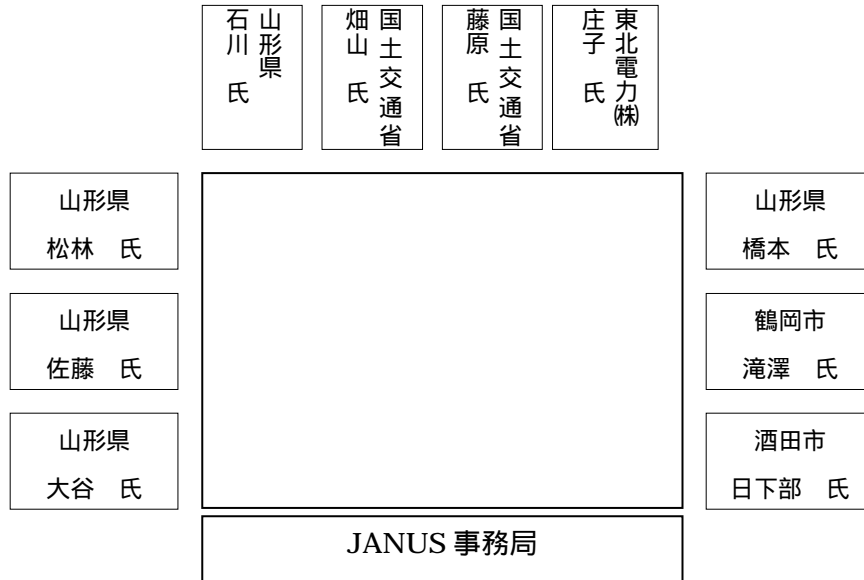 山形県
石川　氏
国土交通省
畑山　氏
国土交通省
藤原　氏
東北電力㈱
庄子　氏
山形県
松林　氏
山形県
佐藤　氏
山形県
大谷　氏
山形県
橋本　氏
鶴岡市
滝澤　氏
酒田市
日下部　氏
JANUS 事務局